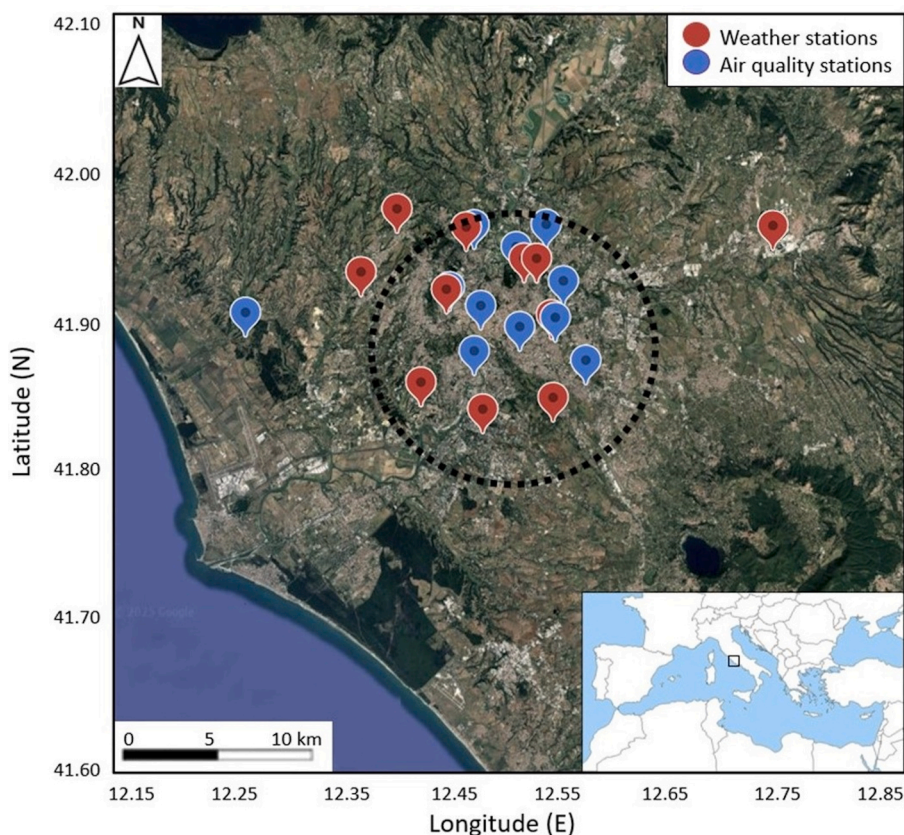 42.10
N
Weather stations
Air quality stations
42.00
41.90
41.80
41.70
41.60
Latitude (N)
© 2025 Google
0 5 10 km
12.15 12.25 12.35 12.45 12.55 12.65 12.75 12.85
Longitude (E)